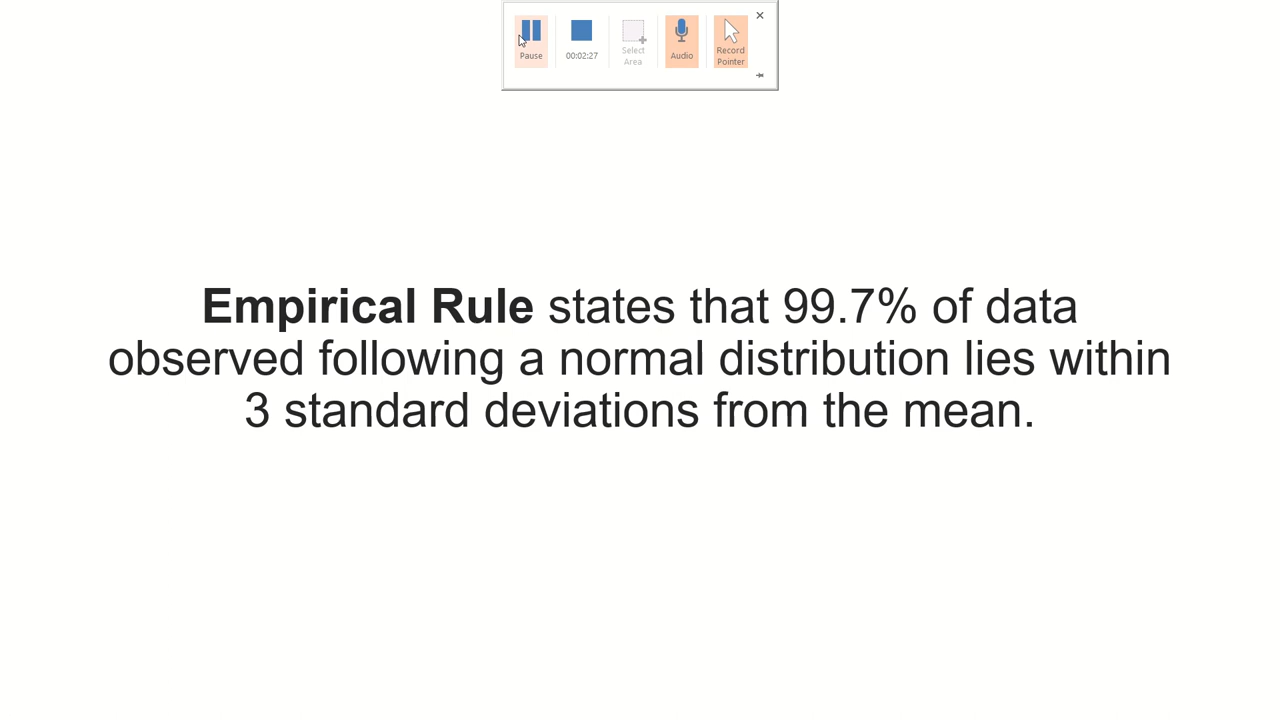 Pause
00:02:27
Select
Area
Audio
Record
Pointer
Empirical Rule states that 99.7% of data
observed following a normal distribution lies within
3 standard deviations from the mean.